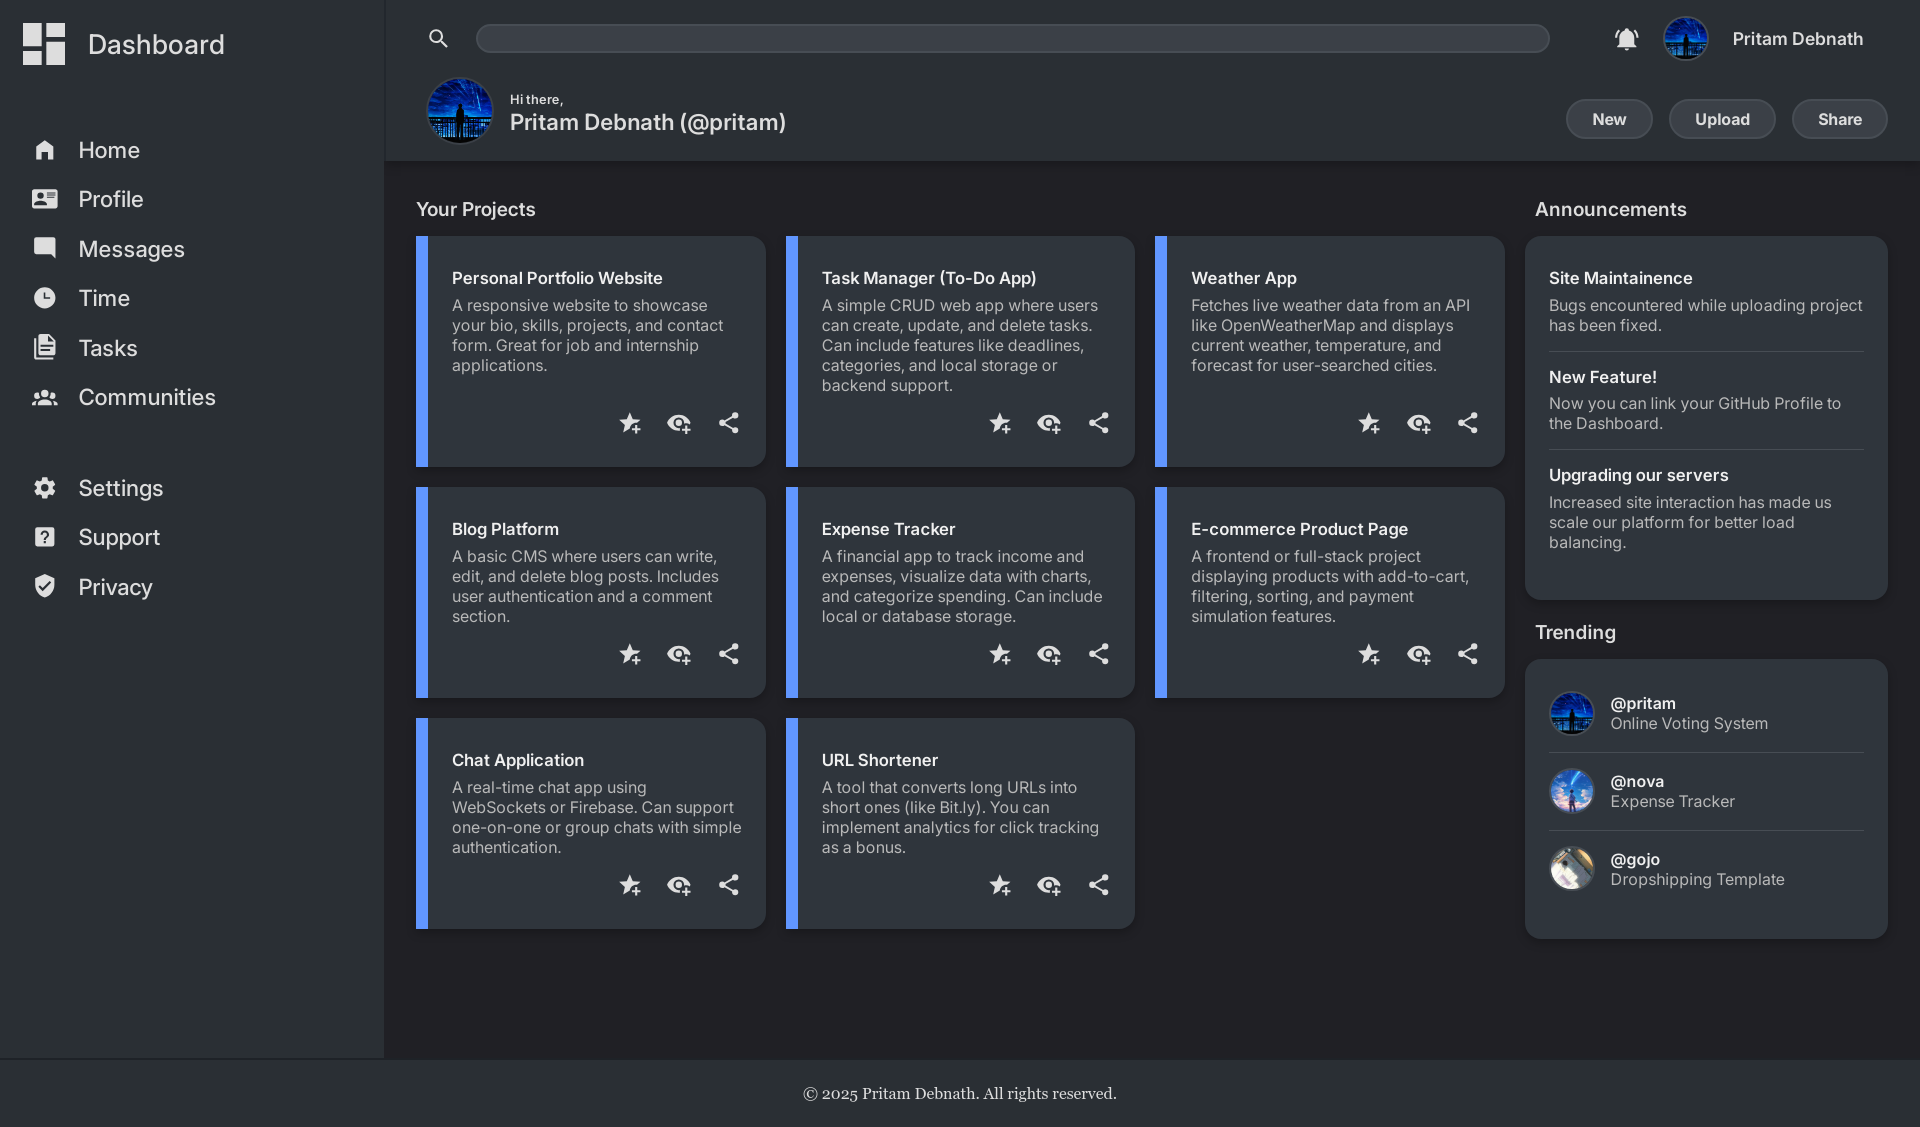 Dashboard
Home
Profile
Messages
Time
Tasks
Communities
Settings
Support
Privacy
Pritam Debnath
Hi there,
Pritam Debnath (@pritam)
New
Upload
Share
Your Projects
Personal Portfolio Website
A responsive website to showcase
your bio, skills, projects, and contact
form. Great for job and internship
applications.
Task Manager (To-Do App)
A simple CRUD web app where users
can create, update, and delete tasks.
Can include features like deadlines,
categories, and local storage or
backend support.
Weather App
Fetches live weather data from an API
like OpenWeatherMap and displays
current weather, temperature, and
forecast for user-searched cities.
Blog Platform
A basic CMS where users can write,
edit, and delete blog posts. Includes
user authentication and a comment
section.
Expense Tracker
A financial app to track income and
expenses, visualize data with charts,
and categorize spending. Can include
local or database storage.
E-commerce Product Page
A frontend or full-stack project
displaying products with add-to-cart,
filtering, sorting, and payment
simulation features.
Chat Application
A real-time chat app using
WebSockets or Firebase. Can support
one-on-one or group chats with simple
authentication.
URL Shortener
A tool that converts long URLs into
short ones (like Bit.ly). You can
implement analytics for click tracking
as a bonus.
Announcements
Site Maintainence
Bugs encountered while uploading project
has been fixed.
New Feature!
Now you can link your GitHub Profile to
the Dashboard.
Upgrading our servers
Increased site interaction has made us
scale our platform for better load
balancing.
Trending
@pritam
Online Voting System
@nova
Expense Tracker
@gojo
Dropshipping Template
© 2025 Pritam Debnath. All rights reserved.